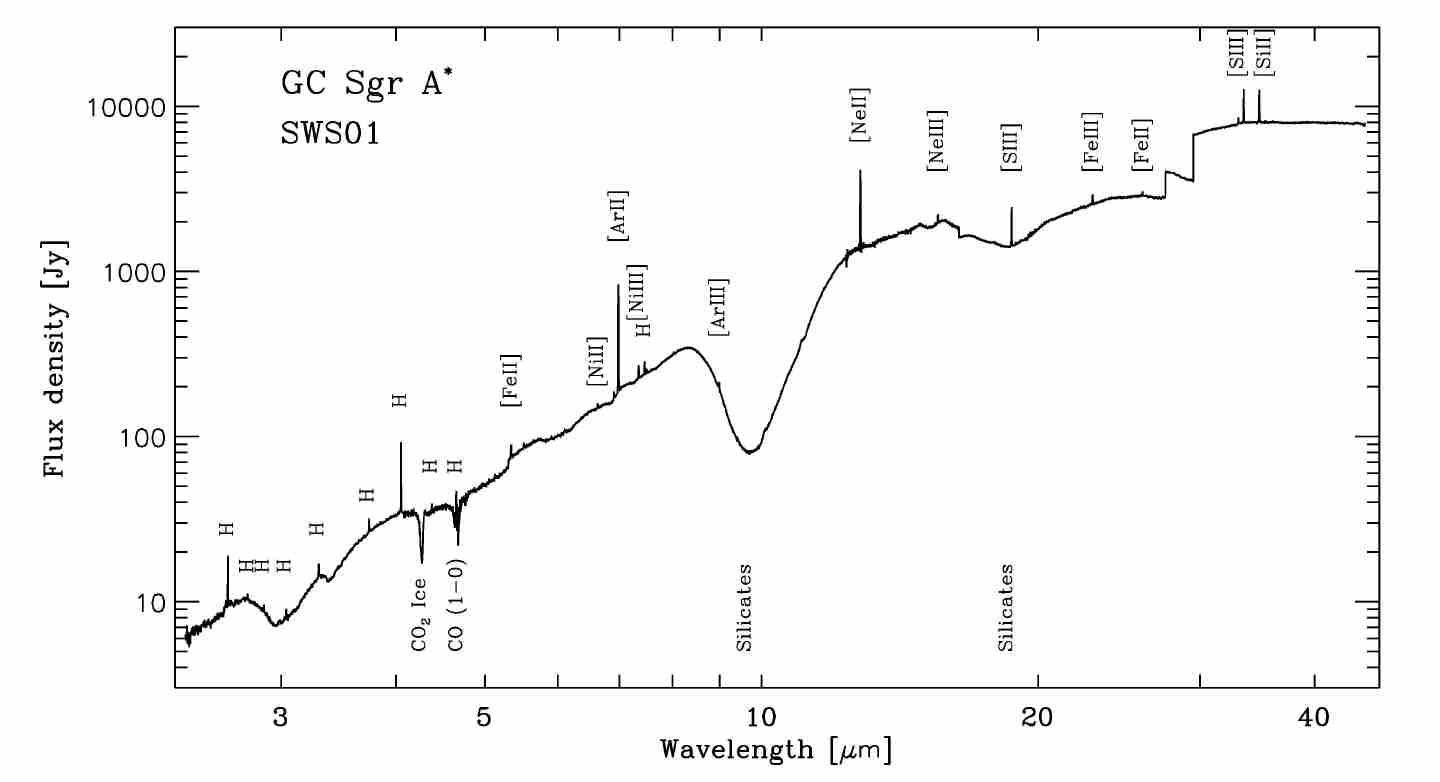 GC Sgr A*
SWS01
[SIII]
[SiII]
10000
[NeII]
[NeIII]
[SIII]
[FeIII]
[FeII]
[ArII]
1000
[NiIII]
H
[ArIII]
[NiII]
[FeII]
H
100
H
H
H
H
H
H
H
H
H
10
CO2 Ice
CO (1-0)
Silicates
Silicates
Flux density [Jy]
3
5
10
20
40
Wavelength [μm]